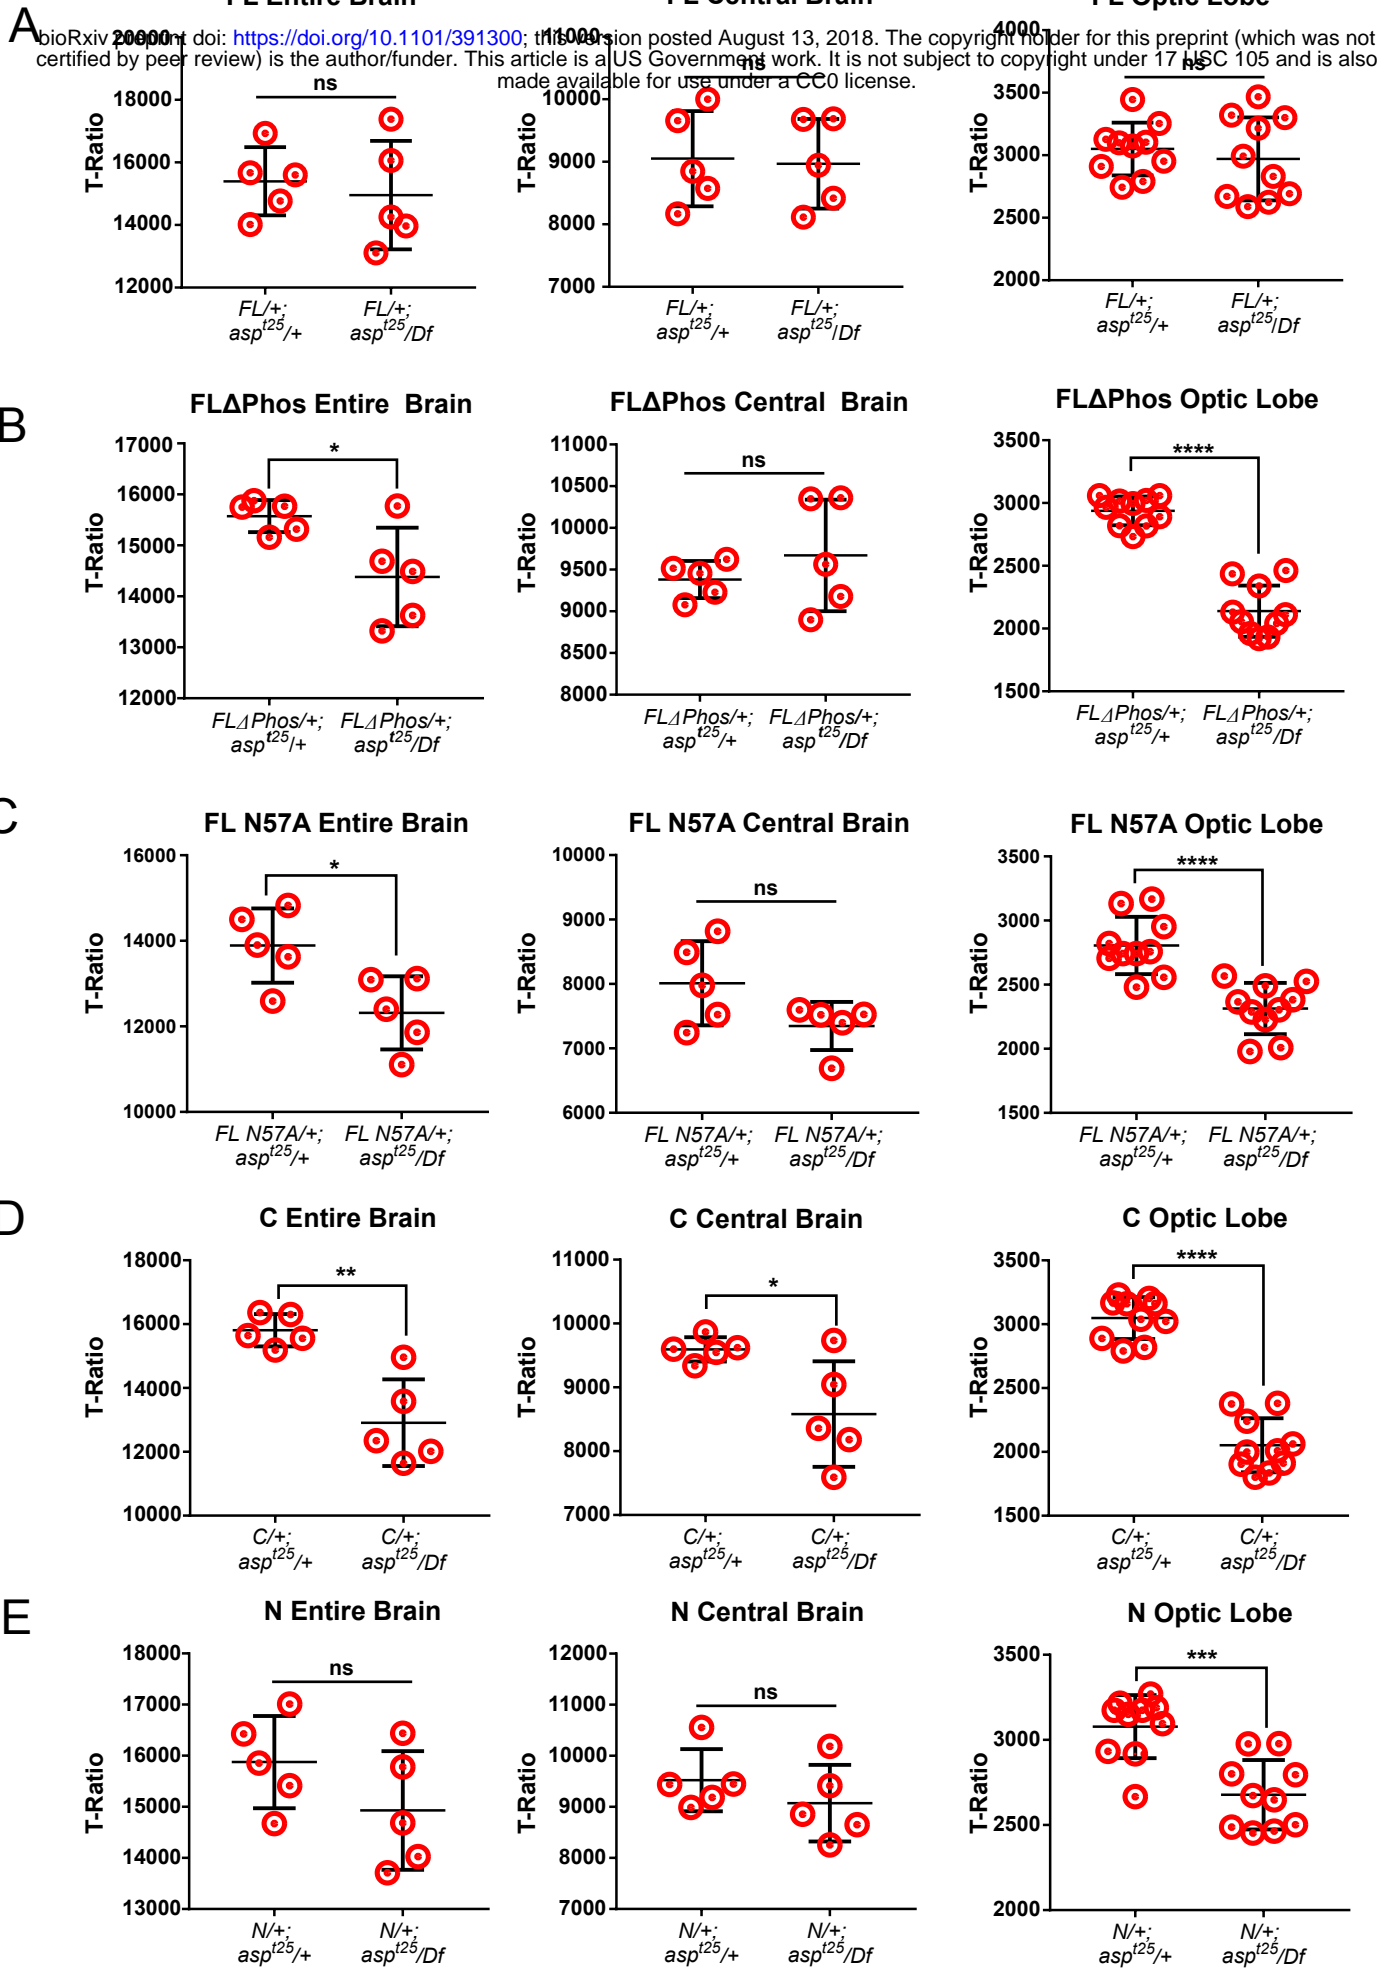 A
FL Entire Brain
FL Central Brain
FL Optic Lobe
bioRxiv preprint doi: https://doi.org/10.1101/391300; this version posted August 13, 2018. The copyright holder for this preprint (which was not
certified by peer review) is the author/funder. This article is a US Government work. It is not subject to copyright under 17 USC 105 and is also
made available for use under a CC0 license.
T-Ratio
20000
18000
16000
14000
12000
ns
FL/+; FL/+;
asp^t25/+ asp^t25/Df
T-Ratio
11000
10000
9000
8000
7000
ns
FL/+; FL/+;
asp^t25/+ asp^t25/Df
T-Ratio
4000
3500
3000
2500
2000
ns
FL/+; FL/+;
asp^t25/+ asp^t25/Df
B
FLΔPhos Entire Brain
T-Ratio
17000
16000
15000
14000
13000
12000
*
FLΔPhos/+; FLΔPhos/+;
asp^t25/+ asp^t25/Df
FLΔPhos Central Brain
T-Ratio
11000
10500
10000
9500
9000
8500
8000
ns
FLΔPhos/+; FLΔPhos/+;
asp^t25/+ asp^t25/Df
FLΔPhos Optic Lobe
T-Ratio
3500
3000
2500
2000
1500
****
FLΔPhos/+; FLΔPhos/+;
asp^t25/+ asp^t25/Df
C
FL N57A Entire Brain
T-Ratio
16000
14000
12000
10000
*
FL N57A/+; FL N57A/+;
asp^t25/+ asp^t25/Df
FL N57A Central Brain
T-Ratio
10000
9000
8000
7000
6000
ns
FL N57A/+; FL N57A/+;
asp^t25/+ asp^t25/Df
FL N57A Optic Lobe
T-Ratio
3500
3000
2500
2000
1500
****
FL N57A/+; FL N57A/+;
asp^t25/+ asp^t25/Df
D
C Entire Brain
T-Ratio
18000
16000
14000
12000
10000
**
C/+; C/+;
asp^t25/+ asp^t25/Df
C Central Brain
T-Ratio
11000
10000
9000
8000
7000
*
C/+; C/+;
asp^t25/+ asp^t25/Df
C Optic Lobe
T-Ratio
3500
3000
2500
2000
1500
****
C/+; C/+;
asp^t25/+ asp^t25/Df
E
N Entire Brain
T-Ratio
18000
17000
16000
15000
14000
13000
ns
N/+; N/+;
asp^t25/+ asp^t25/Df
N Central Brain
T-Ratio
12000
11000
10000
9000
8000
7000
ns
N/+; N/+;
asp^t25/+ asp^t25/Df
N Optic Lobe
T-Ratio
3500
3000
2500
2000
***
N/+; N/+;
asp^t25/+ asp^t25/Df